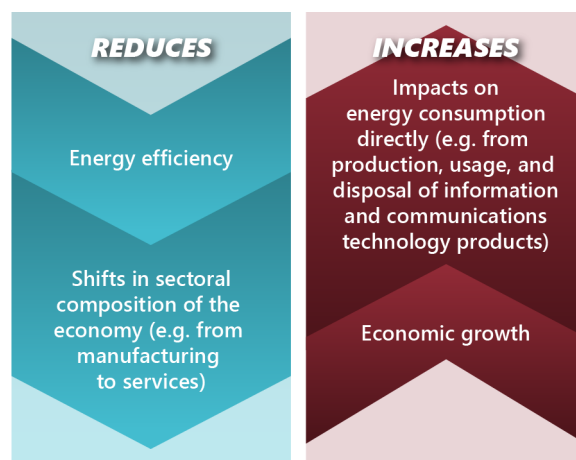 REDUCES
Energy efficiency
Shifts in sectoral
composition of the
economy (e.g. from
manufacturing
to services)
INCREASES
Impacts on
energy consumption
directly (e.g. from
production, usage, and
disposal of information
and communications
technology products)
Economic growth